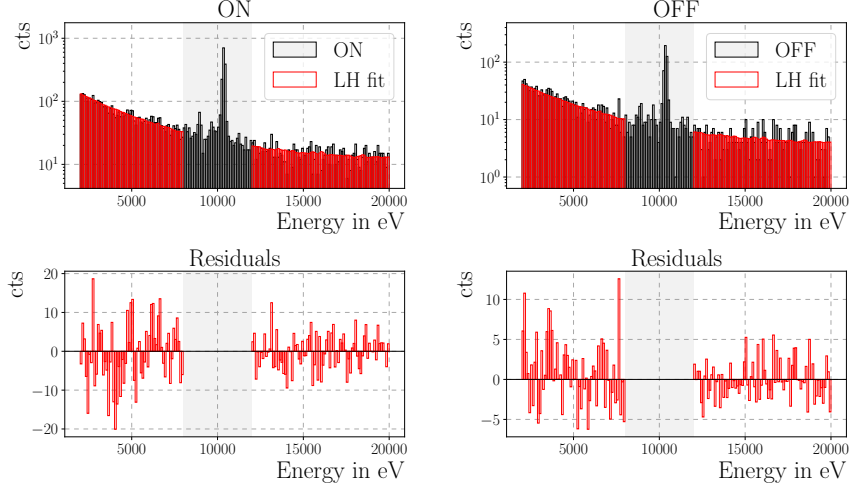 ON
cts
10³
10²
10¹
ON
LH fit
5000 10000 15000 20000
Energy in eV
OFF
cts
10²
10¹
10⁰
OFF
LH fit
5000 10000 15000 20000
Energy in eV
Residuals
cts
20
10
0
−10
−20
5000 10000 15000 20000
Energy in eV
Residuals
cts
10
5
0
−5
5000 10000 15000 20000
Energy in eV